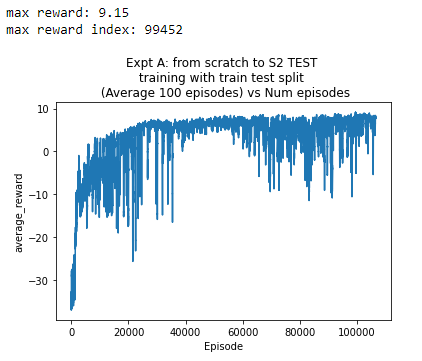 max reward: 9.15
max reward index: 99452
Expt A: from scratch to S2 TEST
training with train test split
(Average 100 episodes) vs Num episodes
10
0
−10
−20
−30
average_reward
0
20000
40000
60000
80000
100000
Episode